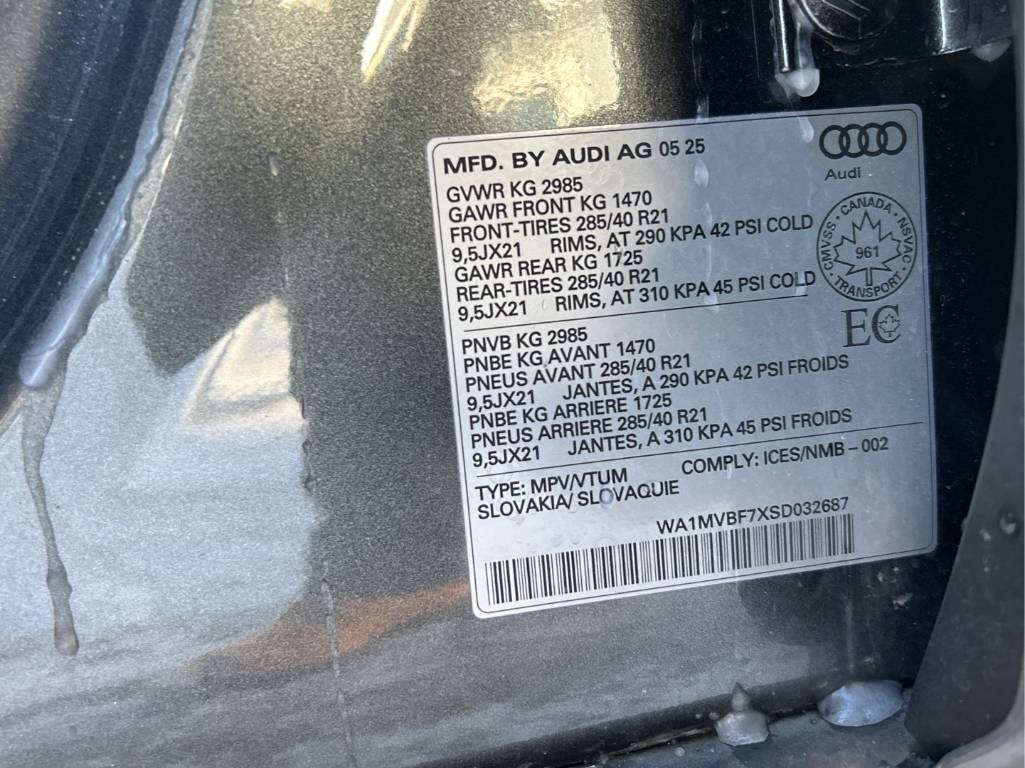 MFD. BY AUDI AG 05 25
Audi
GVWR KG 2985
GAWR FRONT KG 1470
FRONT-TIRES 285/40 R21
9,5JX21 RIMS, AT 290 KPA 42 PSI COLD
GAWR REAR KG 1725
REAR-TIRES 285/40 R21
9,5JX21 RIMS, AT 310 KPA 45 PSI COLD
CANADA NSVAC TRANSPORT CMVSS
961
EC
PNVB KG 2985
PNBE KG AVANT 1470
PNEUS AVANT 285/40 R21
9,5JX21 JANTES, A 290 KPA 42 PSI FROIDS
PNBE KG ARRIERE 1725
PNEUS ARRIERE 285/40 R21
9,5JX21 JANTES, A 310 KPA 45 PSI FROIDS
TYPE: MPV/VTUM COMPLY: ICES/NMB - 002
SLOVAKIA/ SLOVAQUIE
WA1MVBF7XSD032687